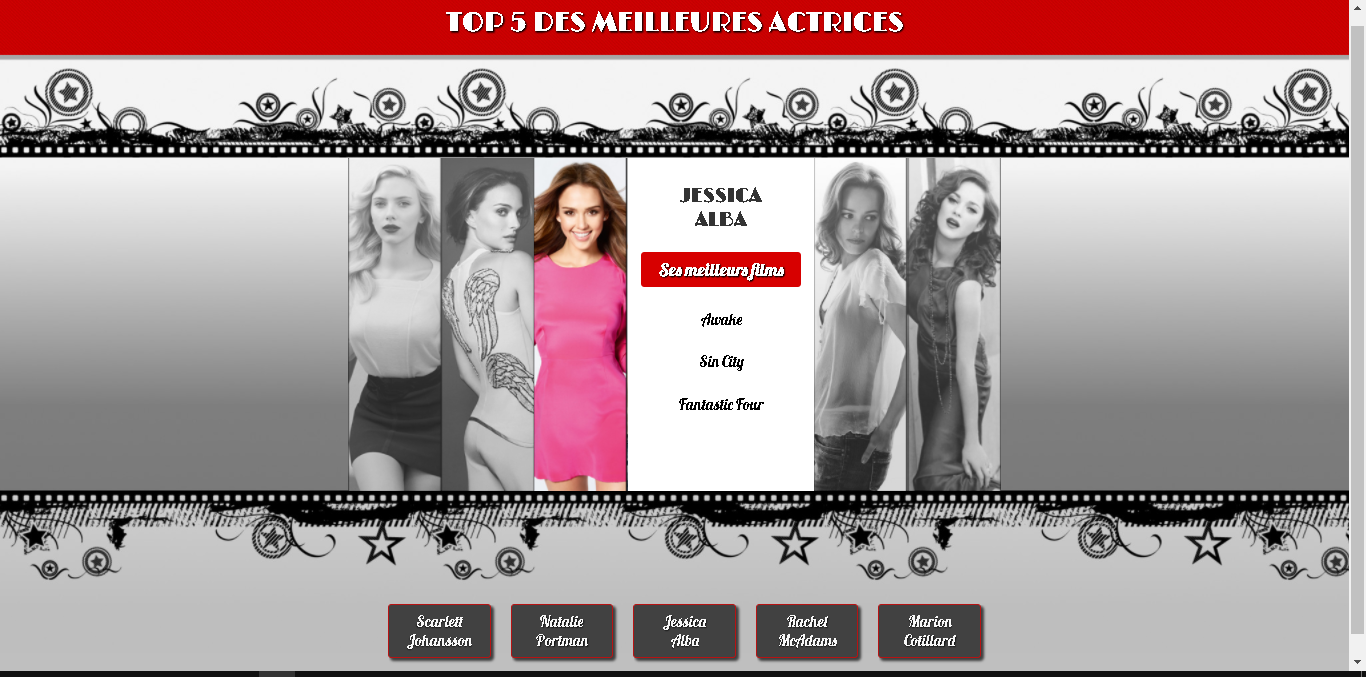 TOP 5 DES MEILLEURES ACTRICES
JESSICA
ALBA
Ses meilleurs films
Awake
Sin City
Fantastic Four
Scarlett
Johansson
Natalie
Portman
Jessica
Alba
Rachel
McAdams
Marion
Cotillard